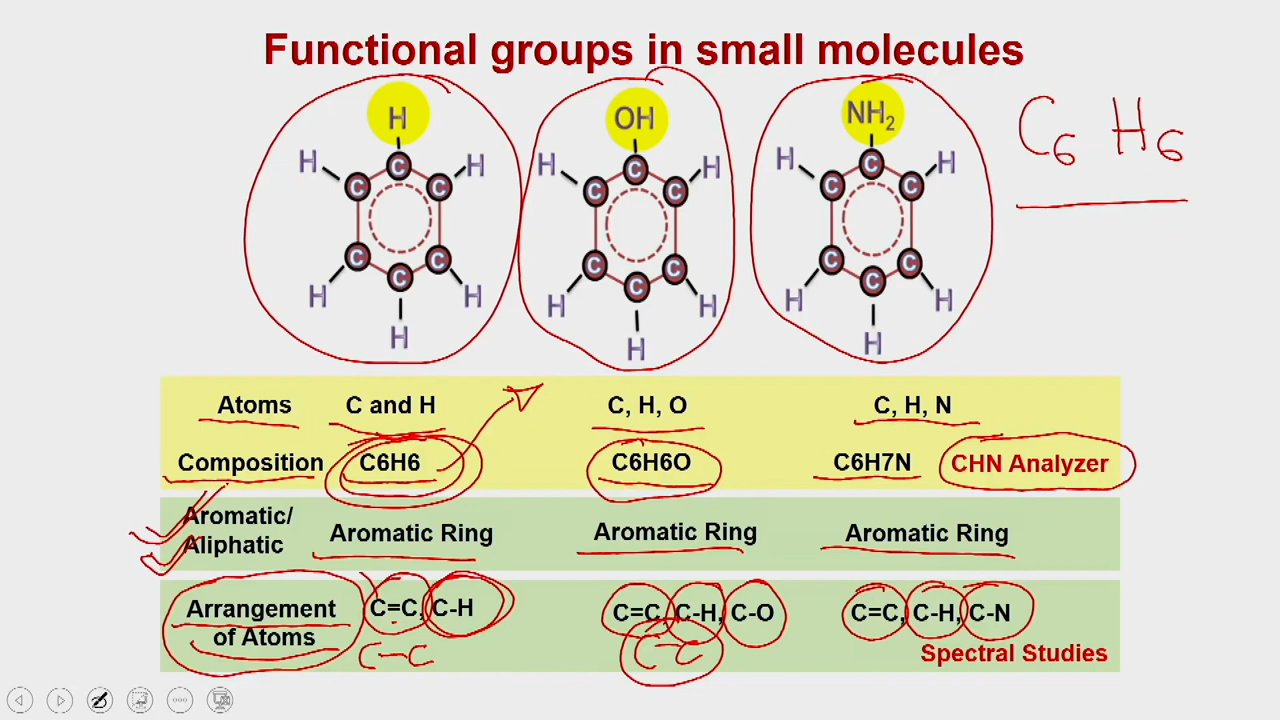 Functional groups in small molecules
H OH NH2
C6 H6
H H H H H H
C C C
C C C C C C
C C C C C C
C C C
H H H H H H
H H H
Atoms C and H C, H, O C, H, N
Composition C6H6 C6H6O C6H7N CHN Analyzer
Aromatic/
Aliphatic Aromatic Ring Aromatic Ring Aromatic Ring
Arrangement of Atoms C=C, C-H C=C, C-H, C-O C=C, C-H, C-N
C-C C-C Spectral Studies